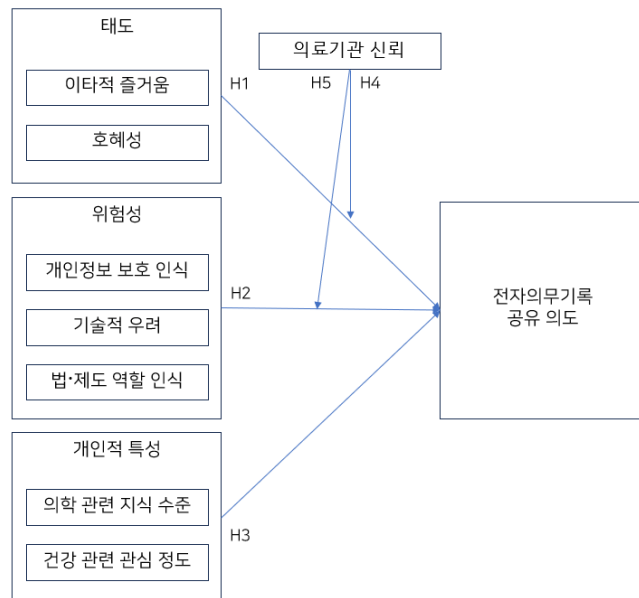 태도
이타적 즐거움
호혜성
의료기관 신뢰
H1
H5
H4
위험성
개인정보 보호 인식
기술적 우려
법·제도 역할 인식
H2
전자의무기록
공유 의도
개인적 특성
의학 관련 지식 수준
건강 관련 관심 정도
H3